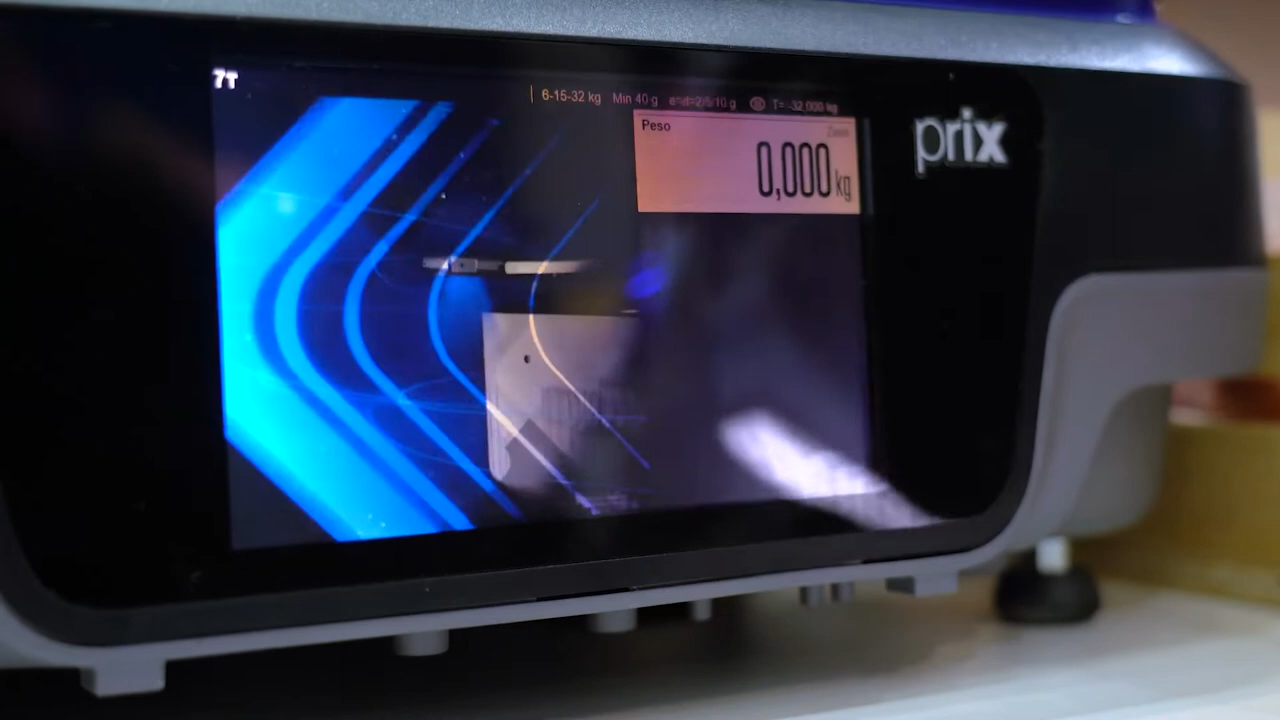 7T
6-15-32 kg Min 40 g e=d=2/5/10 g T= -32,000 kg
Peso
Zero
0,000 kg
prix